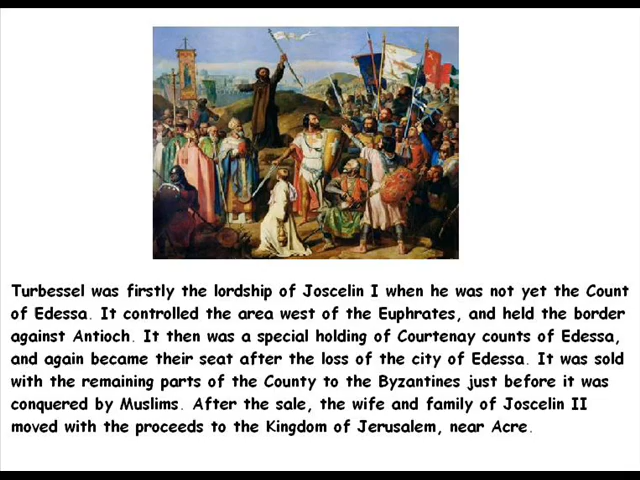 Turbessel was firstly the lordship of Joscelin I when he was not yet the Count
of Edessa. It controlled the area west of the Euphrates, and held the border
against Antioch. It then was a special holding of Courtenay counts of Edessa,
and again became their seat after the loss of the city of Edessa. It was sold
with the remaining parts of the County to the Byzantines just before it was
conquered by Muslims. After the sale, the wife and family of Joscelin II
moved with the proceeds to the Kingdom of Jerusalem, near Acre.